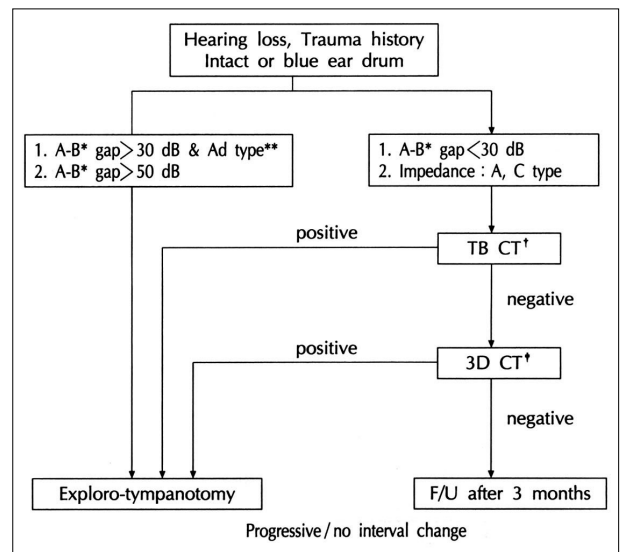 Hearing loss, Trauma history
Intact or blue ear drum
1. A-B* gap>30 dB & Ad type**
2. A-B* gap>50 dB
1. A-B* gap<30 dB
2. Impedance : A, C type
positive
TB CT†
negative
positive
3D CT†
negative
Exploro-tympanotomy
F/U after 3 months
Progressive/no interval change